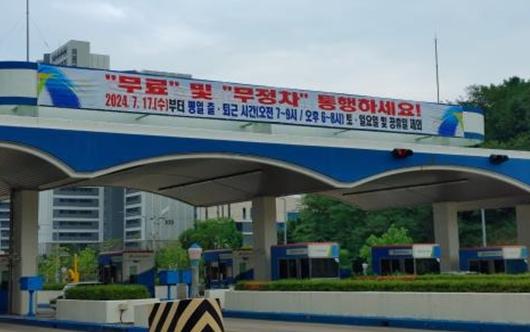 "무료" 및 "무정차" 통행하세요!
2024. 7. 17.(수)부터 평일 출·퇴근 시간(오전 7~9시 / 오후 6~8시) 토·일요일 및 공휴일 제외